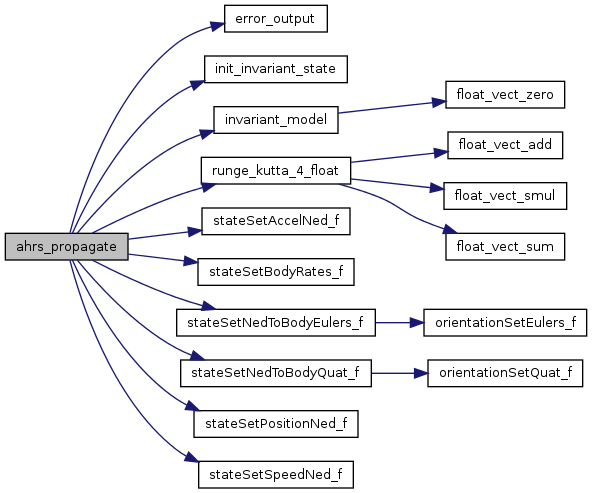 error_output
init_invariant_state
float_vect_zero
invariant_model
float_vect_add
runge_kutta_4_float
float_vect_smul
stateSetAccelNed_f
ahrs_propagate
float_vect_sum
stateSetBodyRates_f
stateSetNedToBodyEulers_f
orientationSetEulers_f
stateSetNedToBodyQuat_f
orientationSetQuat_f
stateSetPositionNed_f
stateSetSpeedNed_f